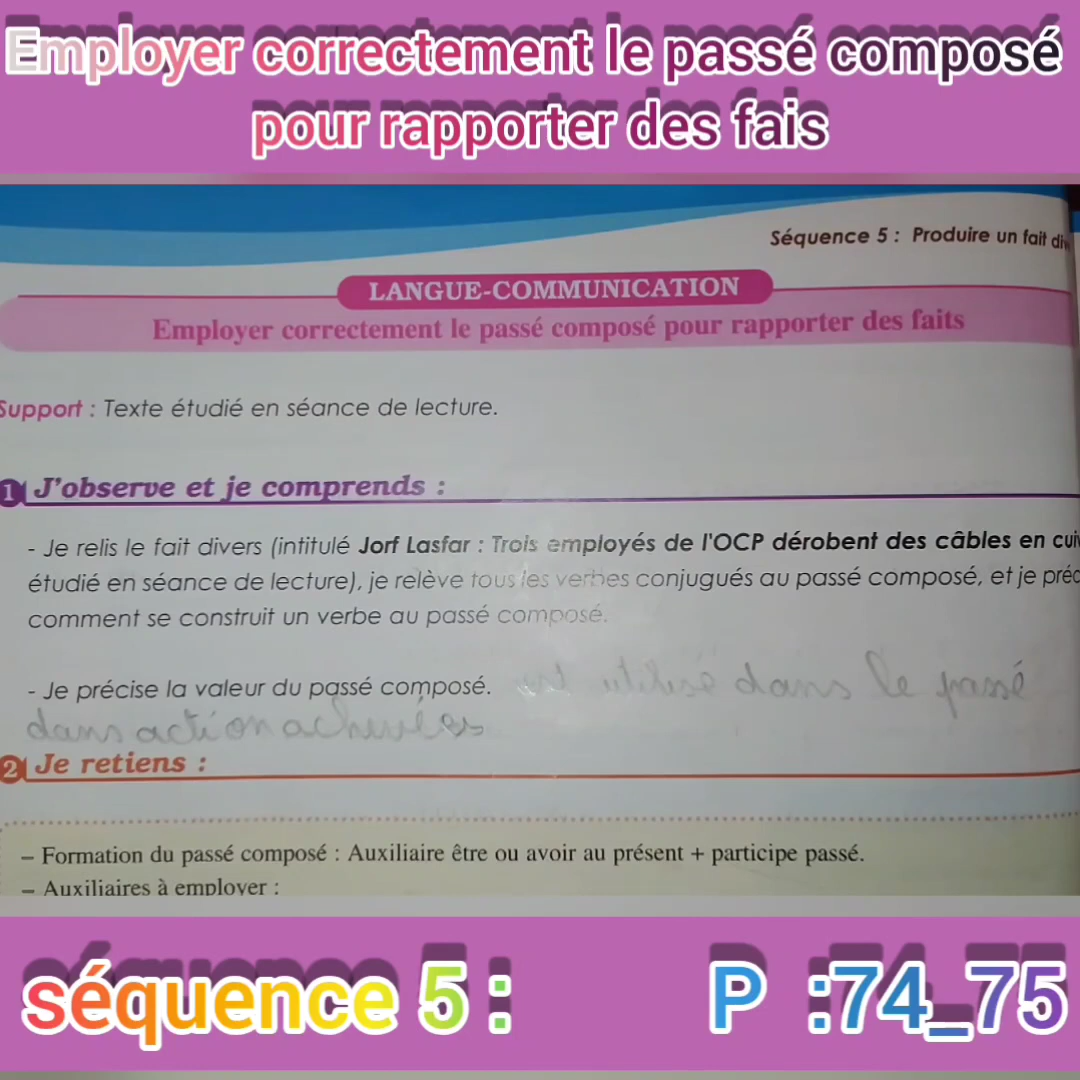 Employer correctement le passé composé
pour rapporter des fais
Séquence 5 : Produire un fait
LANGUE-COMMUNICATION
Employer correctement le passé composé pour rapporter des faits
Support : Texte étudié en séance de lecture.
1 J'observe et je comprends :
- Je relis le fait divers (intitulé Jorf Lasfar : Trois employés de l'OCP dérobent des câbles en
étudié en séance de lecture), je relève tous les verbes conjugués au passé composé, et je
comment se construit un verbe au passé composé.
- Je précise la valeur du passé composé. est utilisé dans le passé
dans action achevées
2 Je retiens :
– Formation du passé composé : Auxiliaire être ou avoir au présent + participe passé.
– Auxiliaires à employer :
séquence 5 : P :74_75